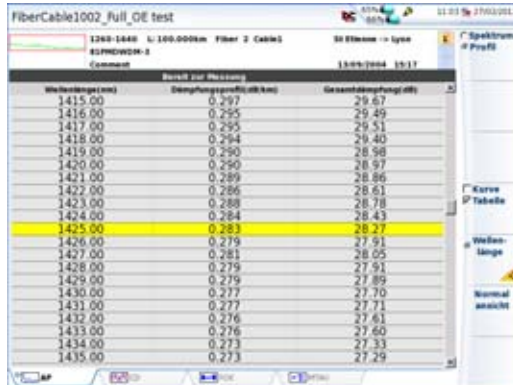 FiberCable1002_Full_OE test
11:03 27/03/2012
1260-1640 L:100.000km Fiber 2 Cable1 St Etienne -> Lyon
81PMDWDM-3
Comment 13/09/2004 15:17
Bereit zur Messung
Wellenlänge(nm) Dämpfungsprofil(dB/km) Gesamtdämpfung(dB)
1415.00 0.297 29.67
1416.00 0.295 29.49
1417.00 0.295 29.51
1418.00 0.294 29.40
1419.00 0.290 28.98
1420.00 0.290 28.97
1421.00 0.289 28.86
1422.00 0.286 28.61
1423.00 0.288 28.78
1424.00 0.284 28.43
1425.00 0.283 28.27
1426.00 0.279 27.91
1427.00 0.281 28.05
1428.00 0.279 27.91
1429.00 0.279 27.89
1430.00 0.277 27.70
1431.00 0.277 27.71
1432.00 0.276 27.61
1433.00 0.276 27.60
1434.00 0.273 27.33
1435.00 0.273 27.29
Spektrum
Profil
Kurve
Tabelle
Wellen-
länge
Normal
ansicht
AP